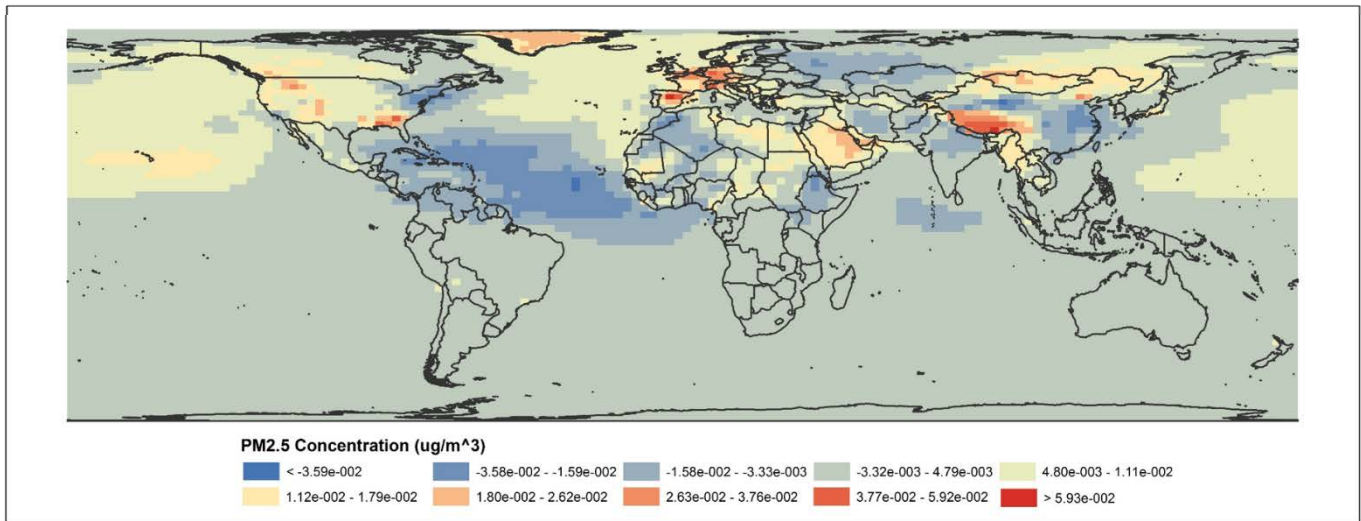 PM2.5 Concentration (ug/m^3)
< -3.59e-002 -3.58e-002 - -1.59e-002 -1.58e-002 - -3.33e-003 -3.32e-003 - 4.79e-003 4.80e-003 - 1.11e-002
1.12e-002 - 1.79e-002 1.80e-002 - 2.62e-002 2.63e-002 - 3.76e-002 3.77e-002 - 5.92e-002 > 5.93e-002